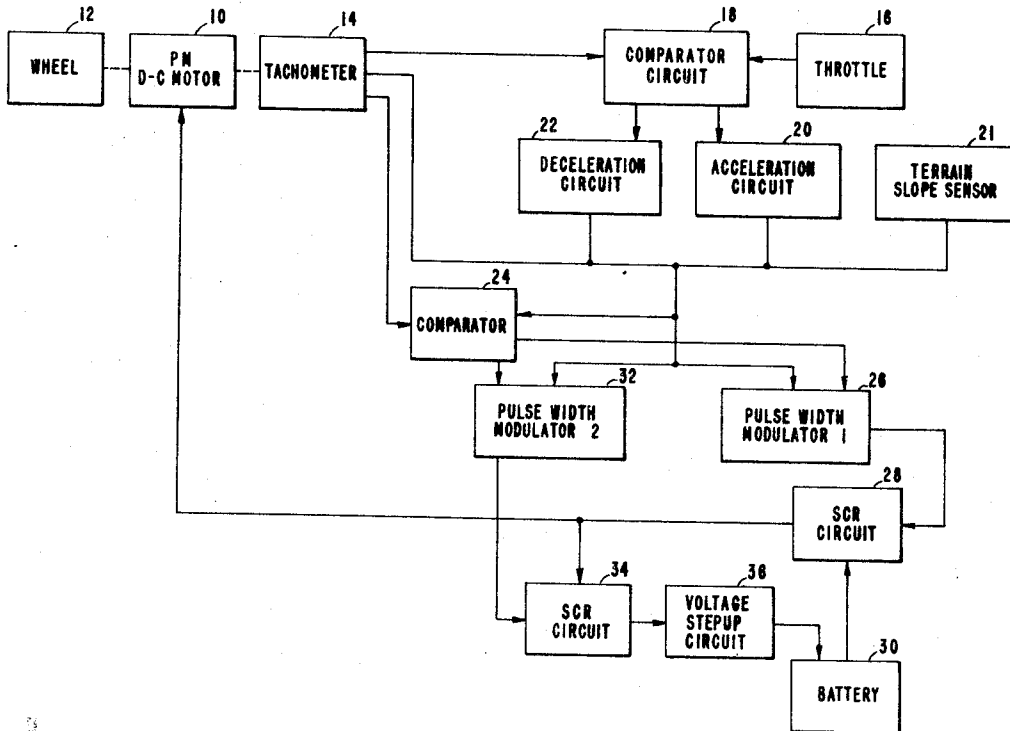 12
WHEEL
10
PM
D-C MOTOR
14
TACHOMETER
18
COMPARATOR
CIRCUIT
16
THROTTLE
22
DECELERATION
CIRCUIT
20
ACCELERATION
CIRCUIT
21
TERRAIN
SLOPE SENSOR
24
COMPARATOR
32
PULSE WIDTH
MODULATOR 2
26
PULSE WIDTH
MODULATOR 1
28
SCR
CIRCUIT
34
SCR
CIRCUIT
36
VOLTAGE
STEPUP
CIRCUIT
30
BATTERY